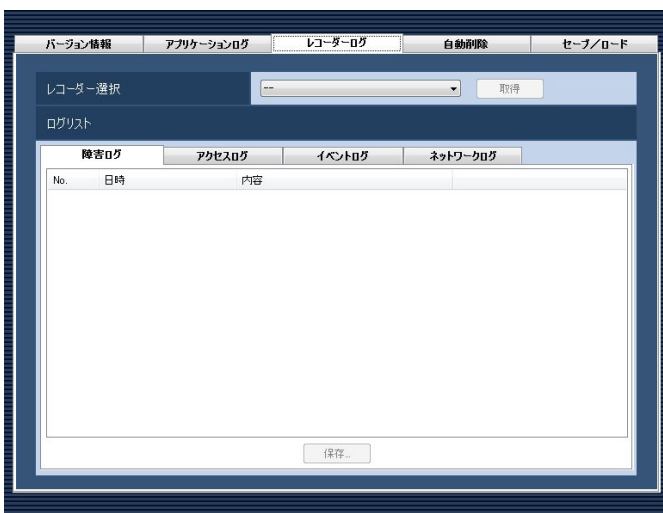 バージョン情報 アプリケーションログ レコーダーログ 自動削除 セーブ／ロード
レコーダー選択 -- 取得
ログリスト
障害ログ アクセスログ イベントログ ネットワークログ
No. 日時 内容
保存...